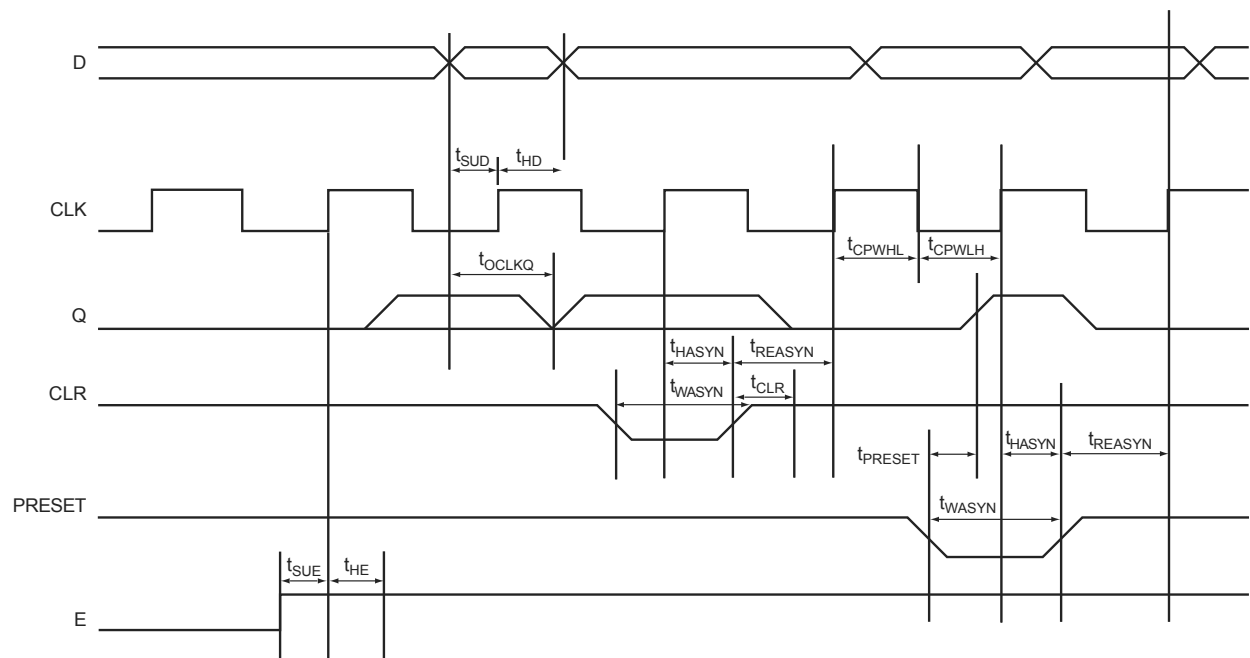 D
tSUD
tHD
CLK
tCPWHL
tCPWLH
tOCLKQ
Q
tHASYN
tREASYN
tWASYN
tCLR
CLR
tPRESET
tHASYN
tREASYN
PRESET
tWASYN
tSUE
tHE
E